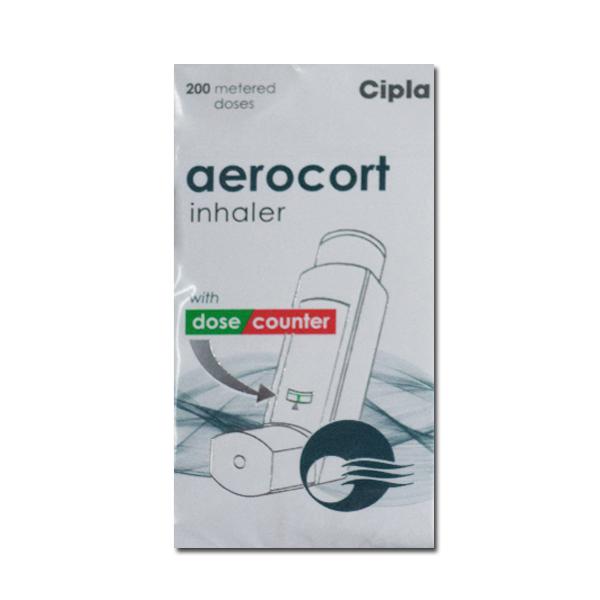 200 metered
doses
Cipla
aerocort
inhaler
with
dose counter